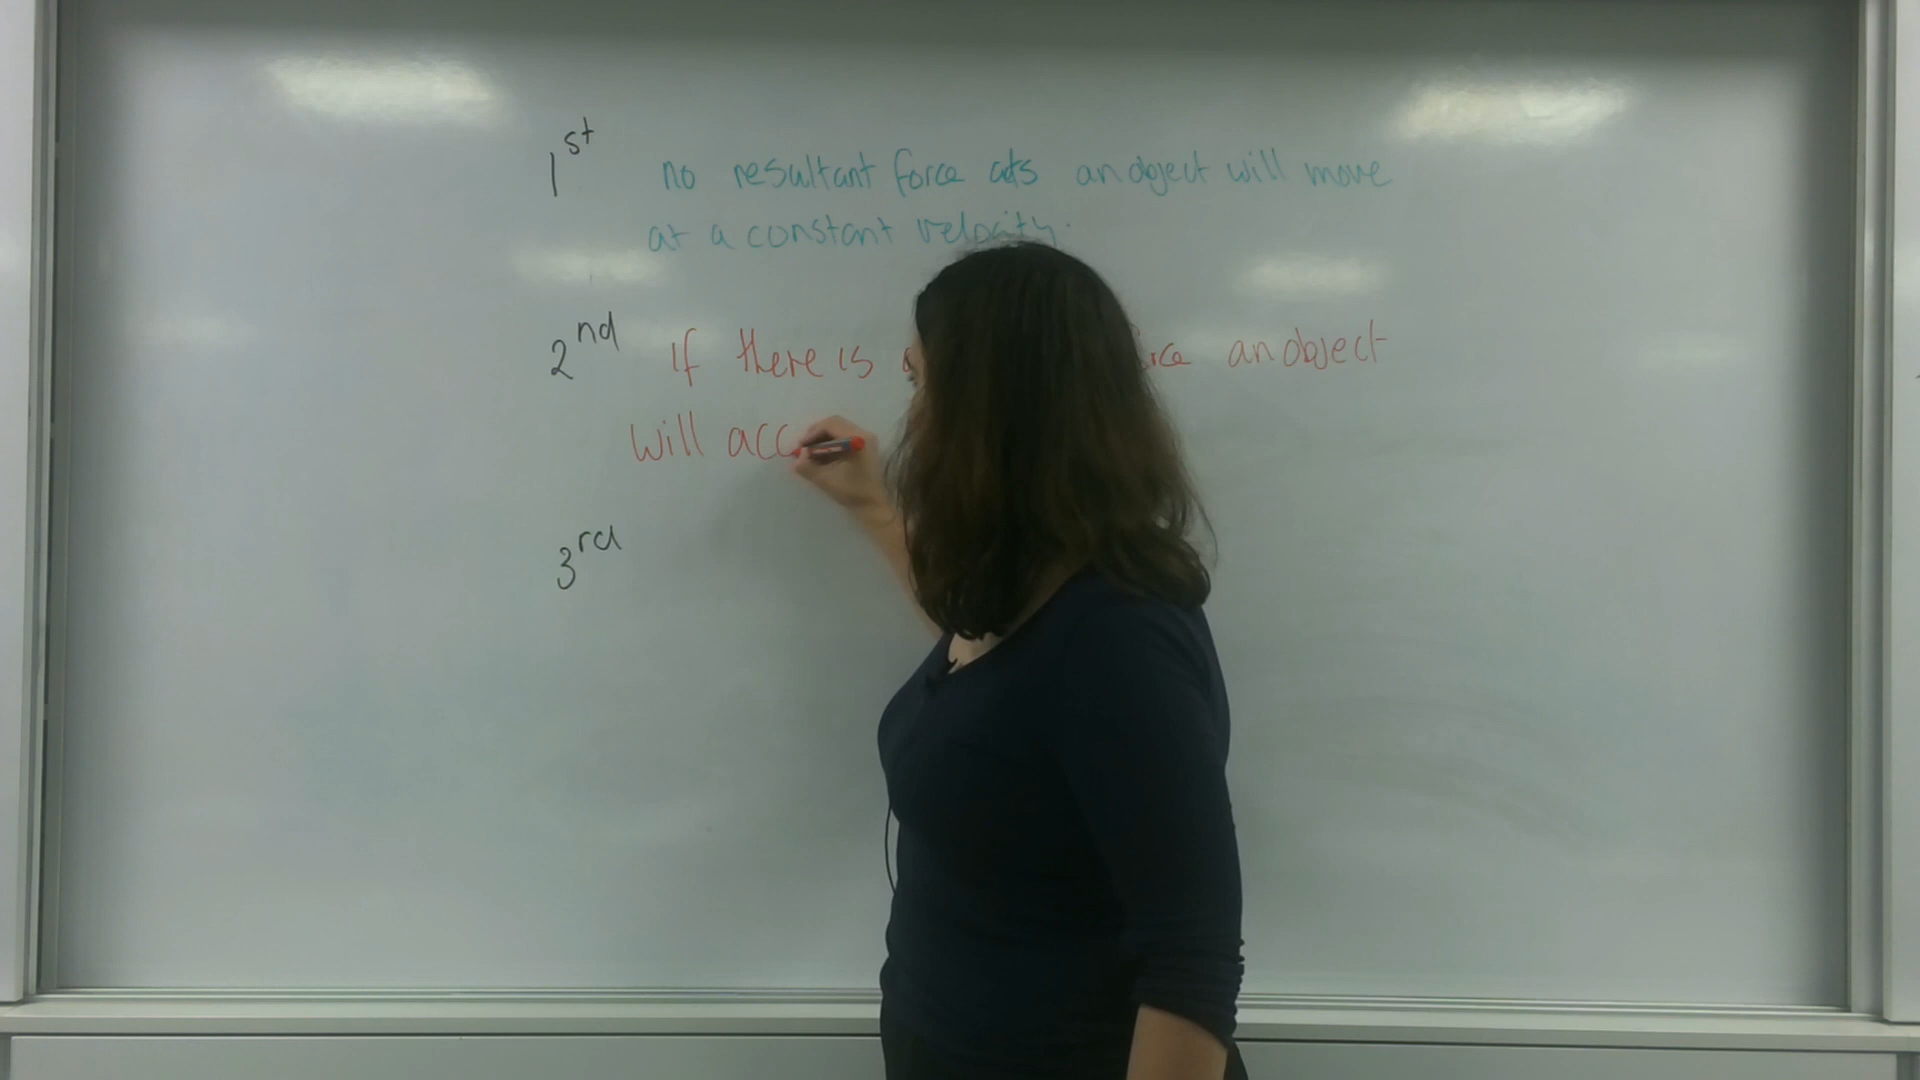 1st no resultant force acts an object will move
at a constant velocity.
2nd If there is an object
will acc
3rd